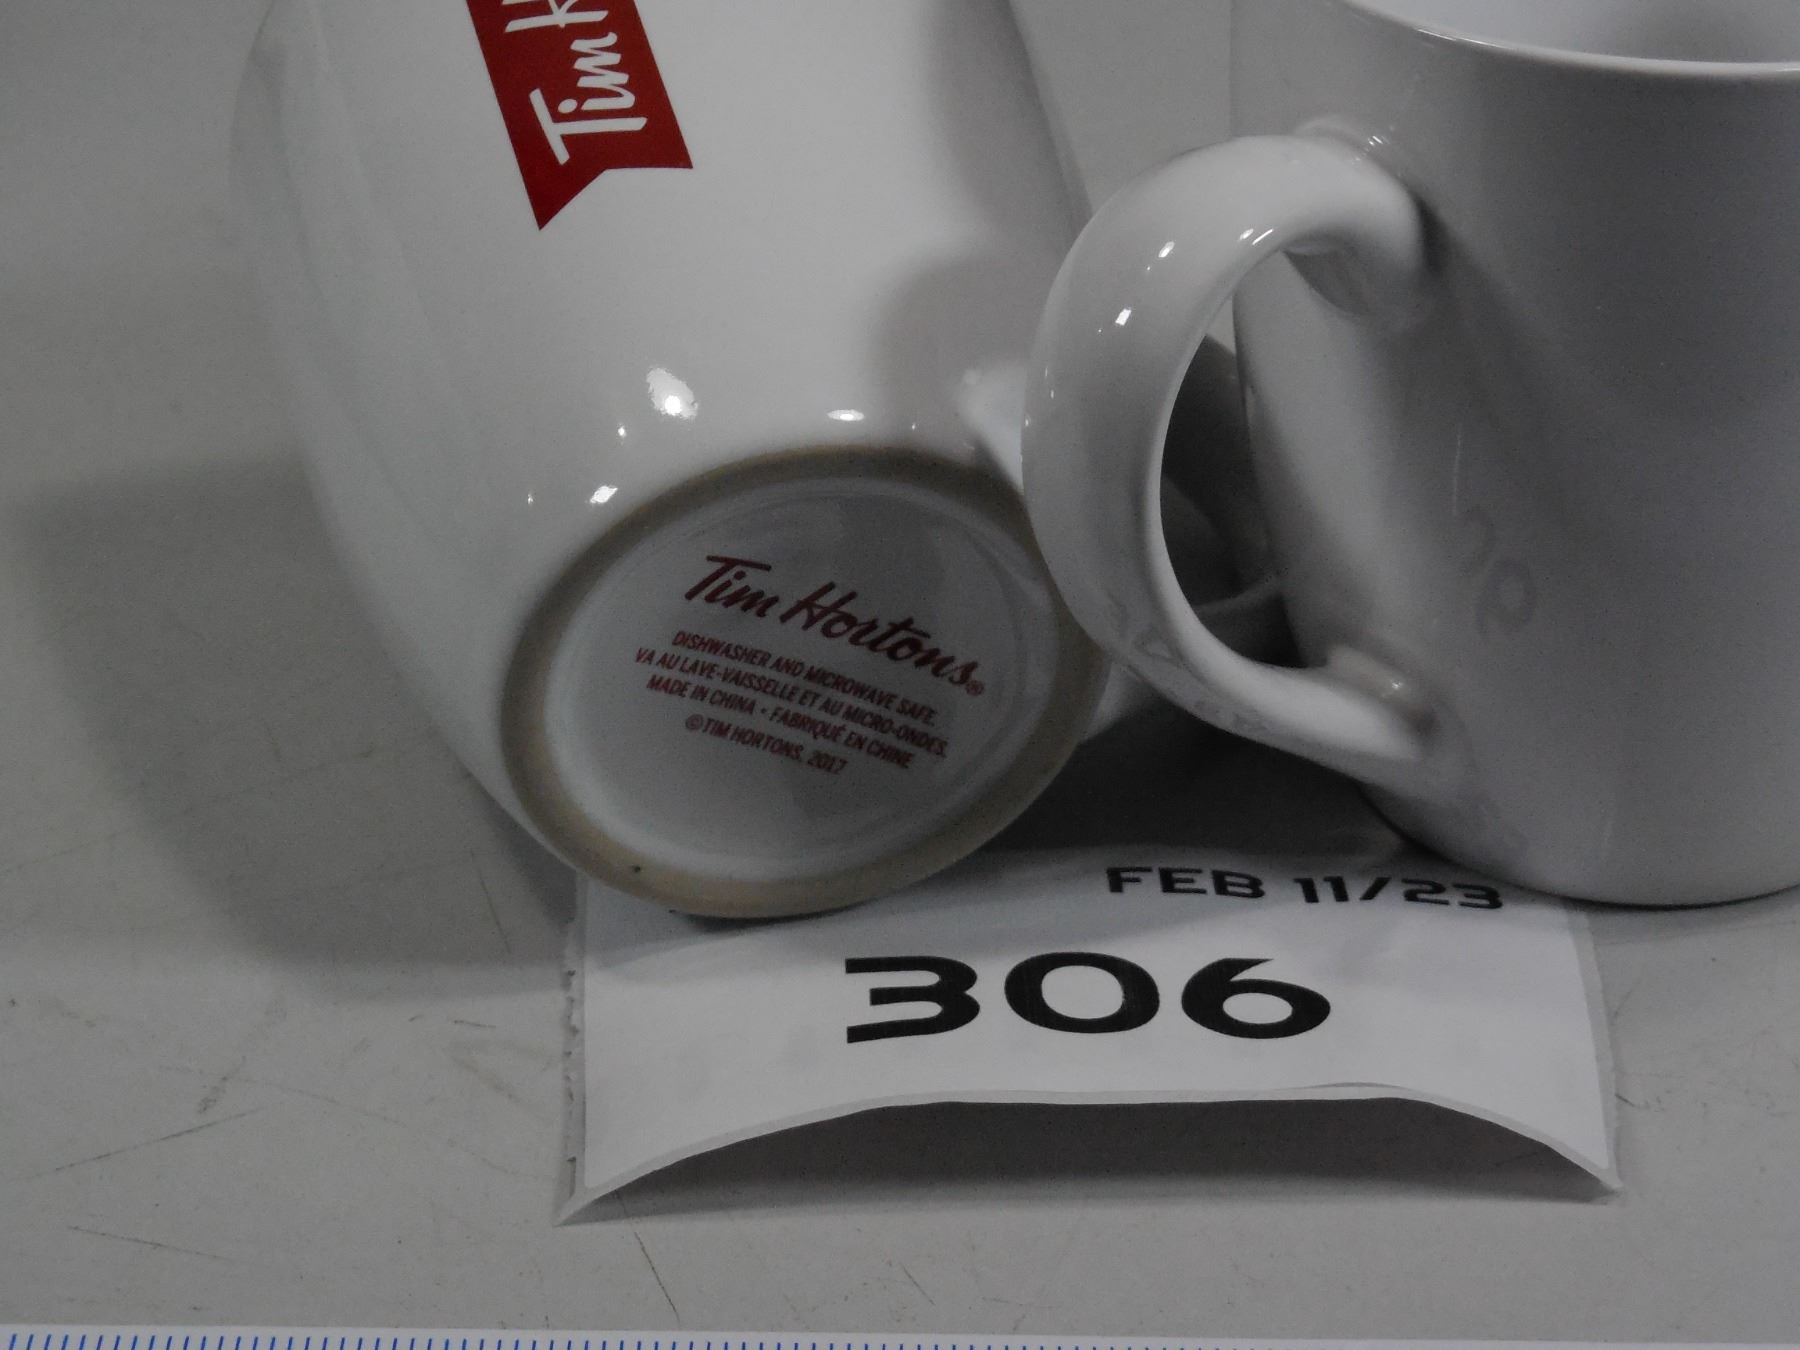 Tim H
Tim Hortons®
DISHWASHER AND MICROWAVE SAFE.
VA AU LAVE-VAISSELLE ET AU MICRO-ONDES.
MADE IN CHINA • FABRIQUÉ EN CHINE
©TIM HORTONS, 2017
FEB 11/23
306